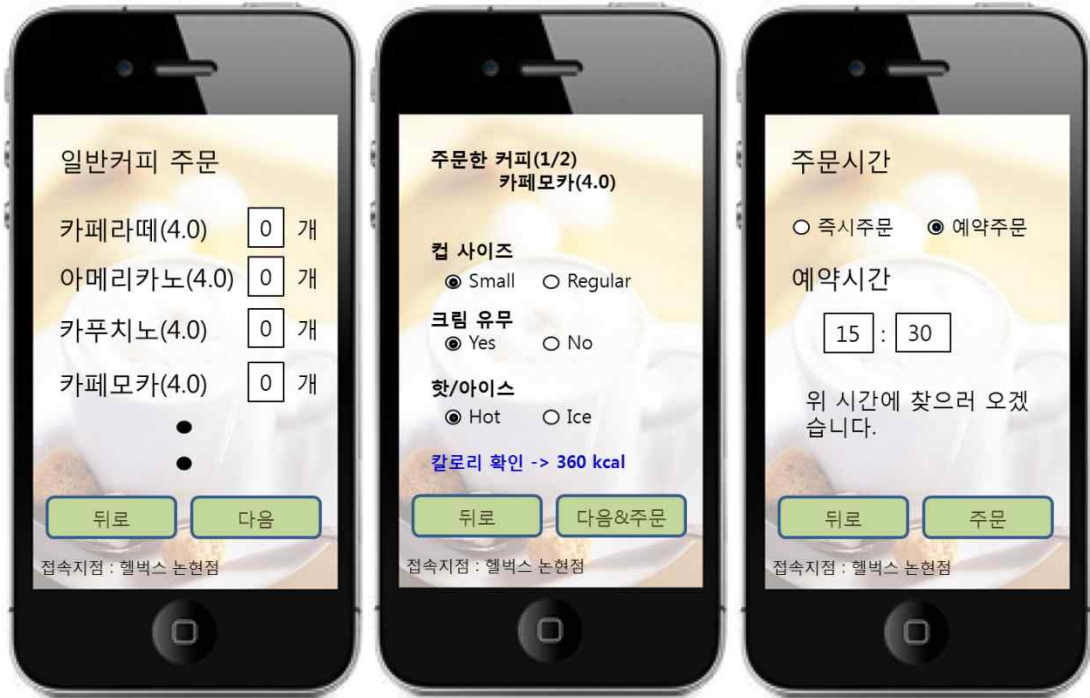 일반커피 주문
카페라떼(4.0) 0 개
아메리카노(4.0) 0 개
카푸치노(4.0) 0 개
카페모카(4.0) 0 개
뒤로 다음
접속지점 : 헬벅스 논현점
주문한 커피(1/2)
카페모카(4.0)
컵 사이즈
Small Regular
크림 유무
Yes No
핫/아이스
Hot Ice
칼로리 확인 -> 360 kcal
뒤로 다음&주문
접속지점 : 헬벅스 논현점
주문시간
즉시주문 예약주문
예약시간
15 : 30
위 시간에 찾으러 오겠
습니다.
뒤로 주문
접속지점 : 헬벅스 논현점